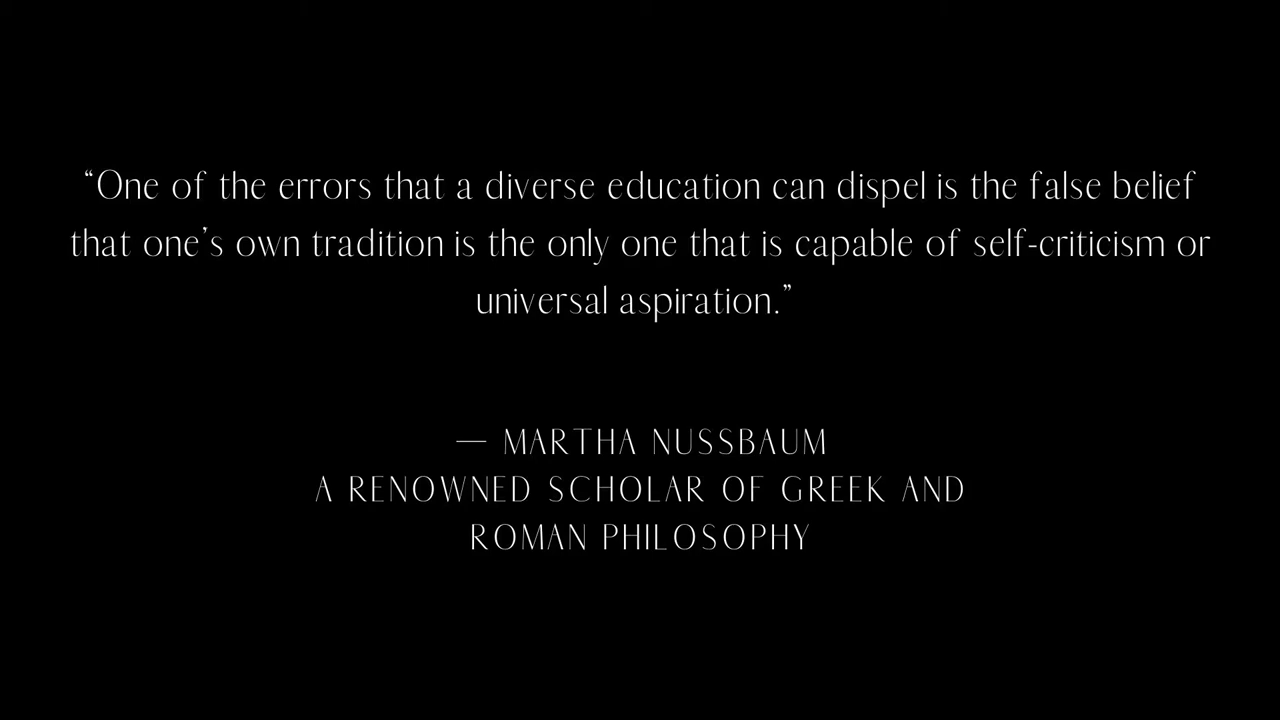 “One of the errors that a diverse education can dispel is the false belief
that one’s own tradition is the only one that is capable of self-criticism or
universal aspiration.”
— MARTHA NUSSBAUM
A RENOWNED SCHOLAR OF GREEK AND
ROMAN PHILOSOPHY